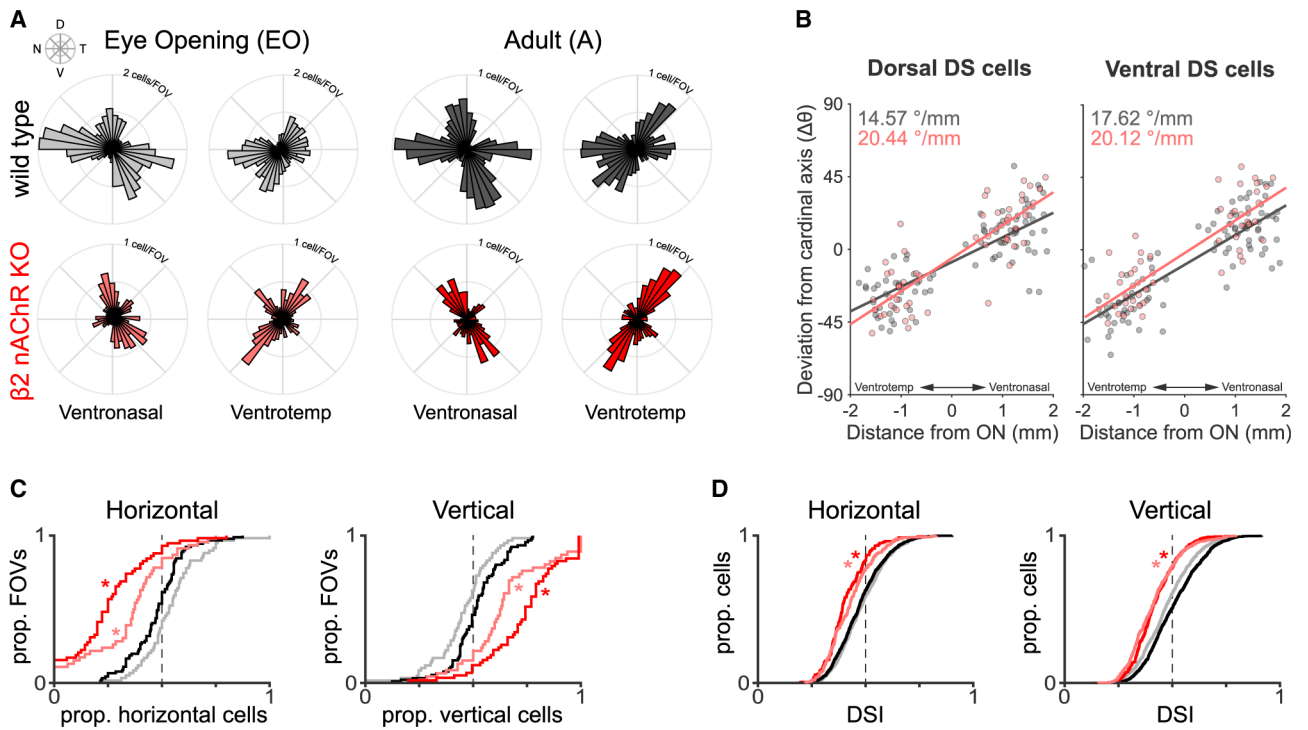 A
D
N T
V
Eye Opening (EO)
Adult (A)
wild type
2 cells/FOV
2 cells/FOV
1 cell/FOV
1 cell/FOV
β2 nAChR KO
1 cell/FOV
1 cell/FOV
1 cell/FOV
1 cell/FOV
Ventronasal
Ventrotemp
Ventronasal
Ventrotemp
B
Dorsal DS cells
Ventral DS cells
Deviation from cardinal axis (Δθ)
90
45
0
-45
-90
14.57 °/mm
20.44 °/mm
Ventrotemp
Ventronasal
-2 -1 0 1 2
Distance from ON (mm)
17.62 °/mm
20.12 °/mm
Ventrotemp
Ventronasal
-2 -1 0 1 2
Distance from ON (mm)
C
Horizontal
prop. FOVs
1
0
*
*
0 1
prop. horizontal cells
Vertical
prop. FOVs
1
0
*
*
0 1
prop. vertical cells
D
Horizontal
prop. cells
1
0
* *
0 1
DSI
Vertical
prop. cells
1
0
* *
0 1
DSI